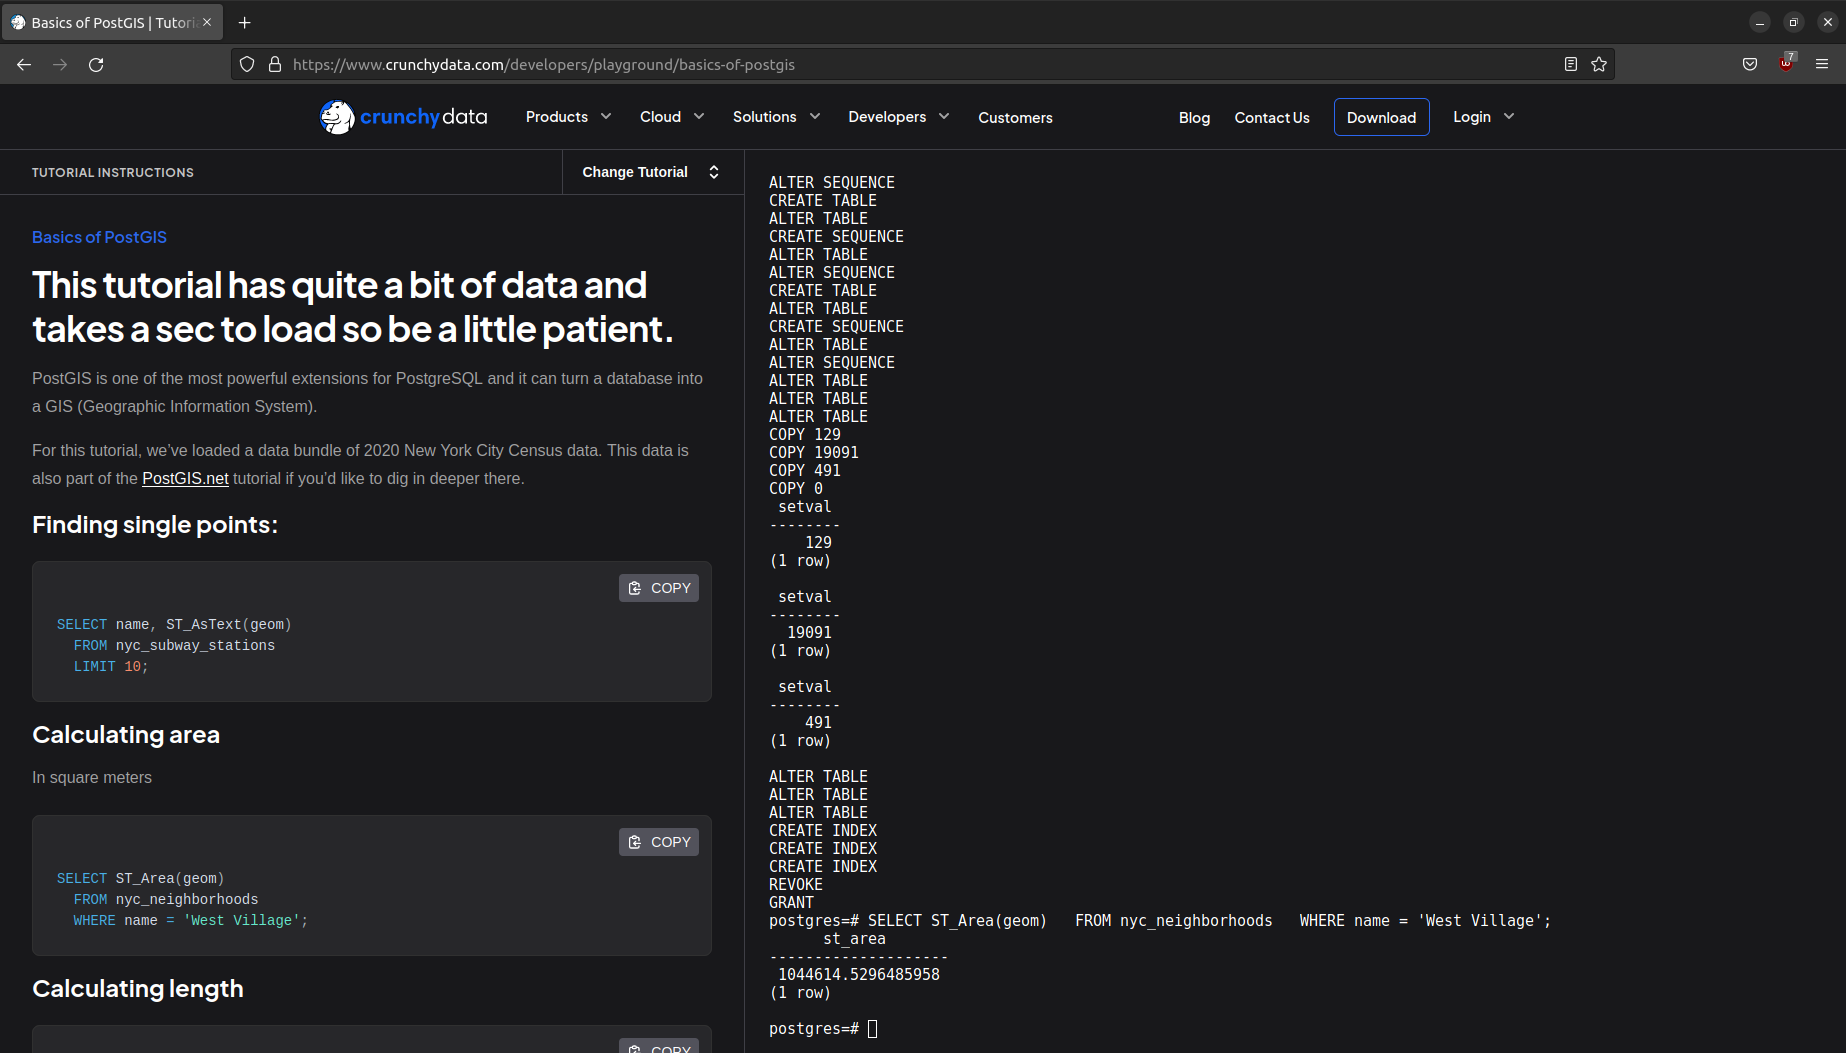 Basics of PostGIS | Tutori
https://www.crunchydata.com/developers/playground/basics-of-postgis
7
crunchydata
Products
Cloud
Solutions
Developers
Customers
Blog
Contact Us
Download
Login
TUTORIAL INSTRUCTIONS
Change Tutorial
Basics of PostGIS
This tutorial has quite a bit of data and
takes a sec to load so be a little patient.
PostGIS is one of the most powerful extensions for PostgreSQL and it can turn a database into
a GIS (Geographic Information System).
For this tutorial, we’ve loaded a data bundle of 2020 New York City Census data. This data is
also part of the PostGIS.net tutorial if you’d like to dig in deeper there.
Finding single points:
COPY
SELECT name, ST_AsText(geom)
FROM nyc_subway_stations
LIMIT 10;
Calculating area
In square meters
COPY
SELECT ST_Area(geom)
FROM nyc_neighborhoods
WHERE name = 'West Village';
Calculating length
COPY
ALTER SEQUENCE
CREATE TABLE
ALTER TABLE
CREATE SEQUENCE
ALTER TABLE
ALTER SEQUENCE
CREATE TABLE
ALTER TABLE
CREATE SEQUENCE
ALTER TABLE
ALTER SEQUENCE
ALTER TABLE
ALTER TABLE
ALTER TABLE
COPY 129
COPY 19091
COPY 491
COPY 0
setval
--------
129
(1 row)
setval
--------
19091
(1 row)
setval
--------
491
(1 row)
ALTER TABLE
ALTER TABLE
ALTER TABLE
CREATE INDEX
CREATE INDEX
CREATE INDEX
REVOKE
GRANT
postgres=# SELECT ST_Area(geom)   FROM nyc_neighborhoods   WHERE name = 'West Village';
st_area
--------------------
1044614.5296485958
(1 row)
postgres=#